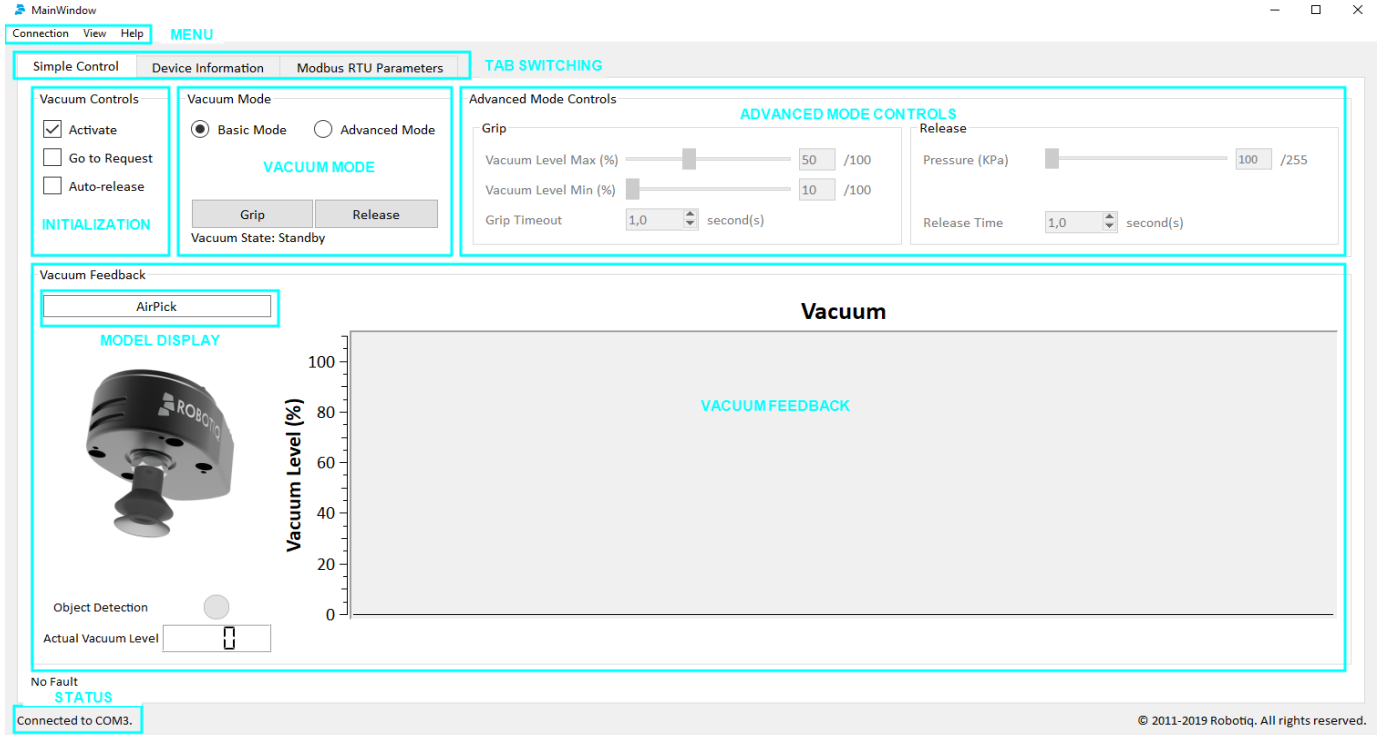 MainWindow
Connection View Help MENU
Simple Control Device Information Modbus RTU Parameters TAB SWITCHING
Vacuum Controls Vacuum Mode Advanced Mode Controls
ADVANCED MODE CONTROLS
Activate Basic Mode Advanced Mode Grip Release
Go to Request VACUUM MODE Vacuum Level Max (%) 50 /100 Pressure (KPa) 100 /255
Auto-release Vacuum Level Min (%) 10 /100
INITIALIZATION Grip Release Grip Timeout 1,0 second(s) Release Time 1,0 second(s)
Vacuum State: Standby
Vacuum Feedback
AirPick Vacuum
MODEL DISPLAY
100
ROBOTIQ VACUUM FEEDBACK
80
Vacuum Level (%)
60
40
20
Object Detection 0
Actual Vacuum Level 0
No Fault
STATUS
Connected to COM3. © 2011-2019 Robotiq. All rights reserved.